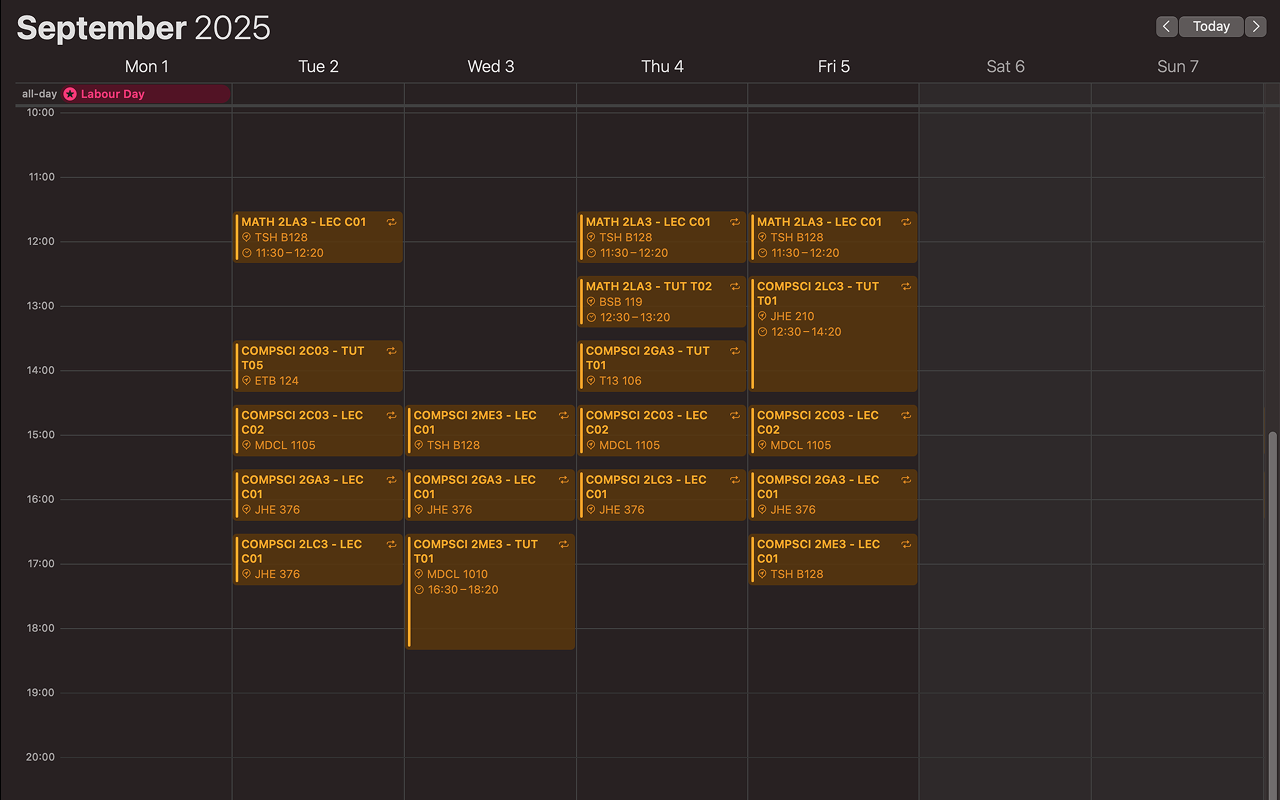 September 2025
Today
Mon 1
Tue 2
Wed 3
Thu 4
Fri 5
Sat 6
Sun 7
all-day
Labour Day
10:00
11:00
12:00
13:00
14:00
15:00
16:00
17:00
18:00
19:00
20:00
MATH 2LA3 - LEC C01
TSH B128
11:30 – 12:20
COMPSCI 2C03 - TUT
T05
ETB 124
COMPSCI 2C03 - LEC
C02
MDCL 1105
COMPSCI 2GA3 - LEC
C01
JHE 376
COMPSCI 2LC3 - LEC
C01
JHE 376
COMPSCI 2ME3 - LEC
C01
TSH B128
COMPSCI 2GA3 - LEC
C01
JHE 376
COMPSCI 2ME3 - TUT
T01
MDCL 1010
16:30 – 18:20
MATH 2LA3 - LEC C01
TSH B128
11:30 – 12:20
MATH 2LA3 - TUT T02
BSB 119
12:30 – 13:20
COMPSCI 2GA3 - TUT
T01
T13 106
COMPSCI 2C03 - LEC
C02
MDCL 1105
COMPSCI 2LC3 - LEC
C01
JHE 376
MATH 2LA3 - LEC C01
TSH B128
11:30 – 12:20
COMPSCI 2LC3 - TUT
T01
JHE 210
12:30 – 14:20
COMPSCI 2C03 - LEC
C02
MDCL 1105
COMPSCI 2GA3 - LEC
C01
JHE 376
COMPSCI 2ME3 - LEC
C01
TSH B128